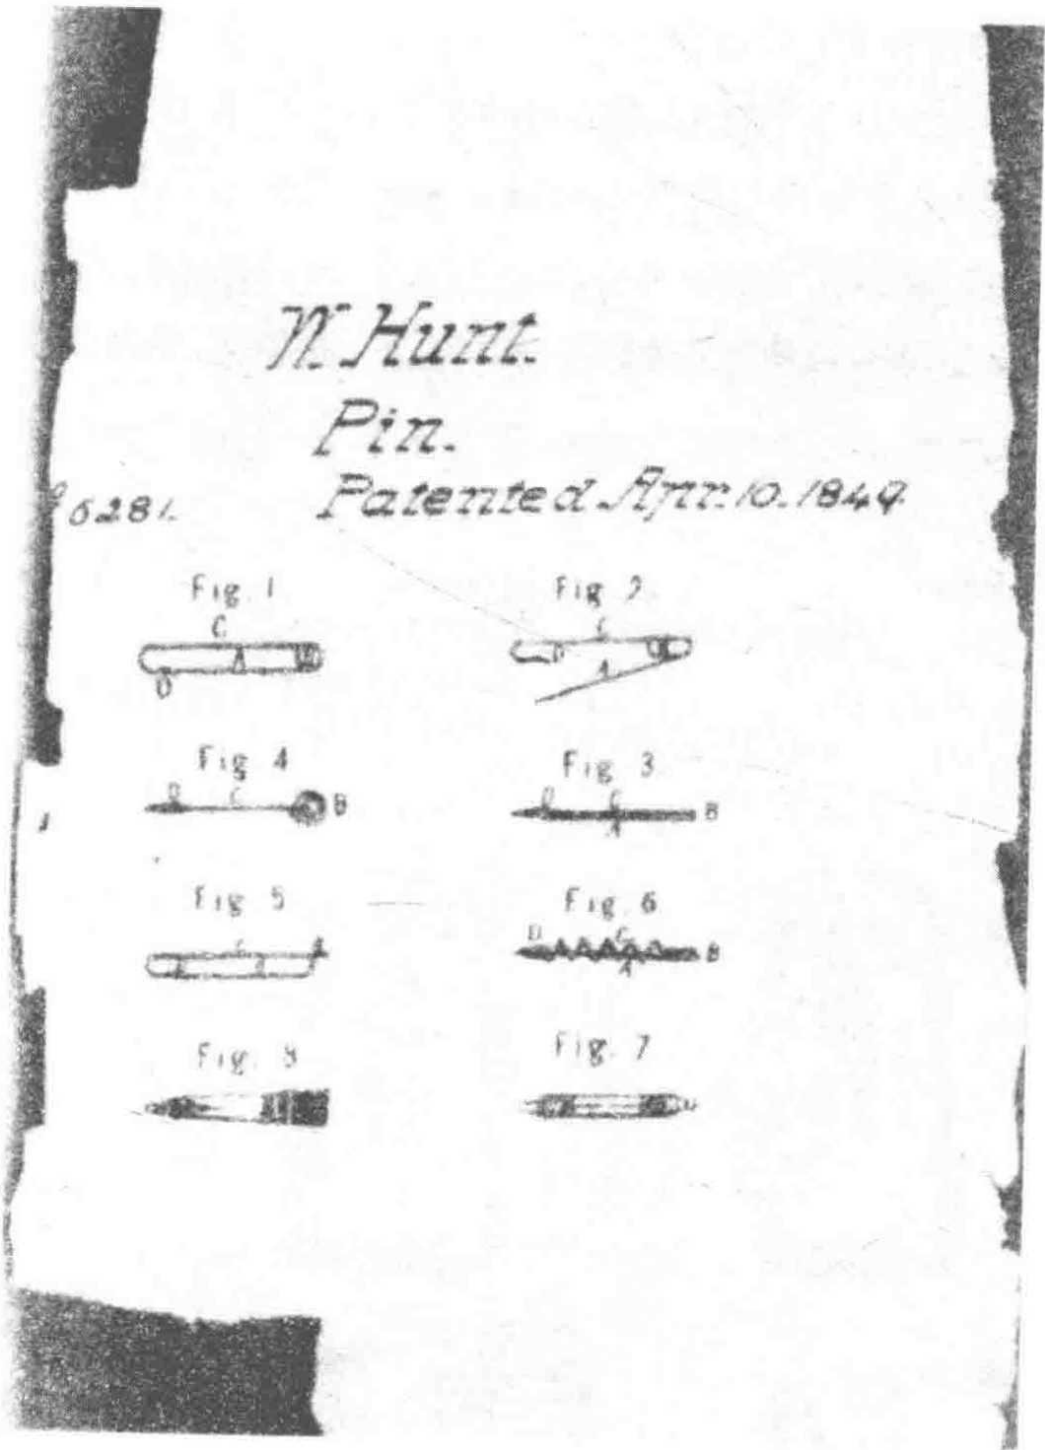 W. Hunt.
Pin.
6281. Patented Apr. 10. 1849.
Fig. 1 Fig. 2
C C
A D A
D
Fig. 4 Fig. 3
D C B D C B
A
Fig. 5 Fig. 6
C D C B
A
Fig. 8 Fig. 7